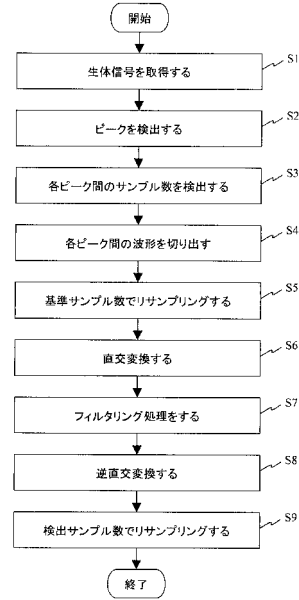 開始
S1
生体信号を取得する
S2
ピークを検出する
S3
各ピーク間のサンプル数を検出する
S4
各ピーク間の波形を切り出す
S5
基準サンプル数でリサンプリングする
S6
直交変換する
S7
フィルタリング処理をする
S8
逆直交変換する
S9
検出サンプル数でリサンプリングする
終了